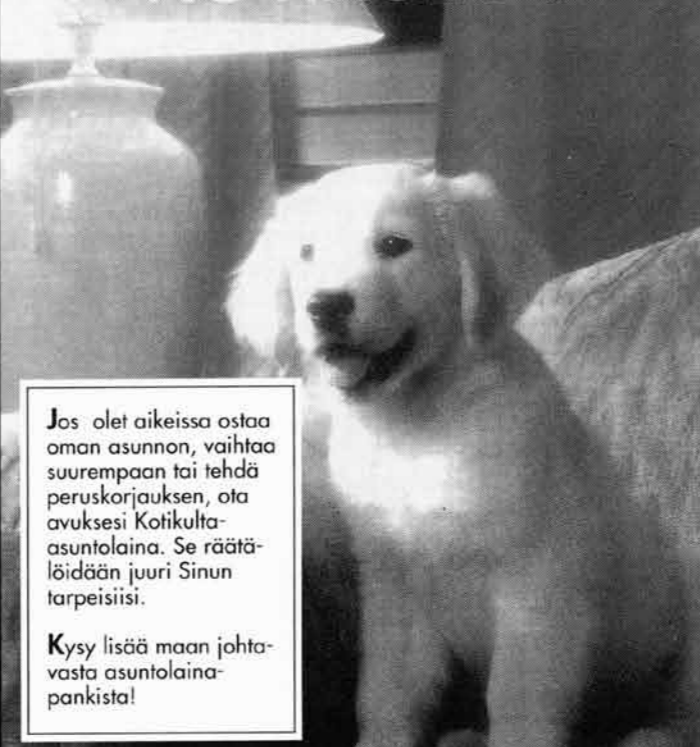 Jos olet aikeissa ostaa
oman asunnon, vaihtaa
suurempaan tai tehdä
peruskorjauksen, ota
avuksesi Kotikulta-
asuntolaina. Se räätä-
löidään juuri Sinun
tarpeisiisi.
Kysy lisää maan johta-
vasta asuntolaina-
pankista!